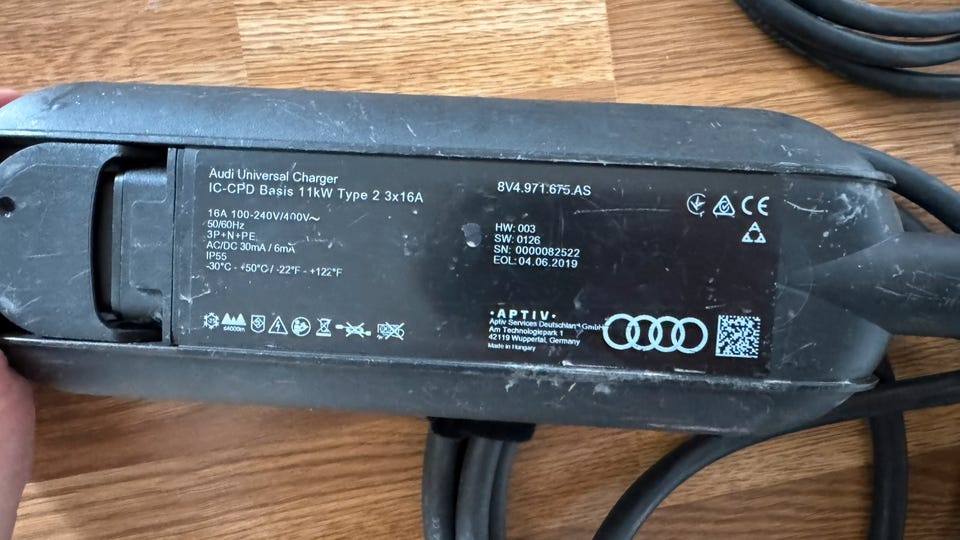 Audi Universal Charger
IC-CPD Basis 11kW Type 2 3x16A
16A 100-240V/400V~
50/60Hz
3P+N+PE
AC/DC 30mA / 6mA
IP55
-30°C - +50°C / -22°F - +122°F
≤4000m
8V4.971.675.AS
HW: 003
SW: 0126
SN: 0000082522
EOL: 04.06.2019
CE
·APTIV·
Aptiv Services Deutschland GmbH
Am Technologiepark 1
42119 Wuppertal, Germany
Made in Hungary